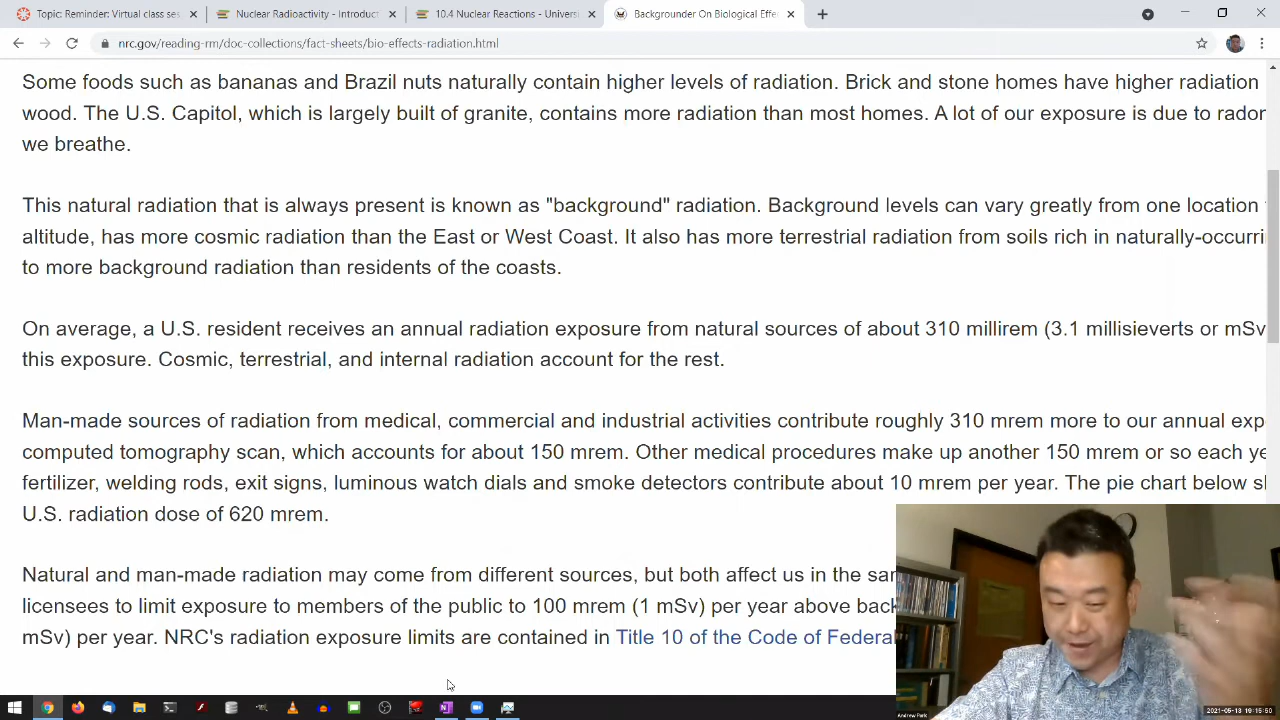 Topic: Reminder: Virtual class se
Nuclear Radioactivity - Introduct
10.4 Nuclear Reactions - Universi
Backgrounder On Biological Effe
nrc.gov/reading-rm/doc-collections/fact-sheets/bio-effects-radiation.html
Some foods such as bananas and Brazil nuts naturally contain higher levels of radiation. Brick and stone homes have higher radiation
wood. The U.S. Capitol, which is largely built of granite, contains more radiation than most homes. A lot of our exposure is due to rador
we breathe.
This natural radiation that is always present is known as "background" radiation. Background levels can vary greatly from one location
altitude, has more cosmic radiation than the East or West Coast. It also has more terrestrial radiation from soils rich in naturally-occurri
to more background radiation than residents of the coasts.
On average, a U.S. resident receives an annual radiation exposure from natural sources of about 310 millirem (3.1 millisieverts or mSv
this exposure. Cosmic, terrestrial, and internal radiation account for the rest.
Man-made sources of radiation from medical, commercial and industrial activities contribute roughly 310 mrem more to our annual exp
computed tomography scan, which accounts for about 150 mrem. Other medical procedures make up another 150 mrem or so each ye
fertilizer, welding rods, exit signs, luminous watch dials and smoke detectors contribute about 10 mrem per year. The pie chart below sl
U.S. radiation dose of 620 mrem.
Natural and man-made radiation may come from different sources, but both affect us in the sar
licensees to limit exposure to members of the public to 100 mrem (1 mSv) per year above back
mSv) per year. NRC's radiation exposure limits are contained in Title 10 of the Code of Federal
Andrew Park
2021-05-13 19:15:50